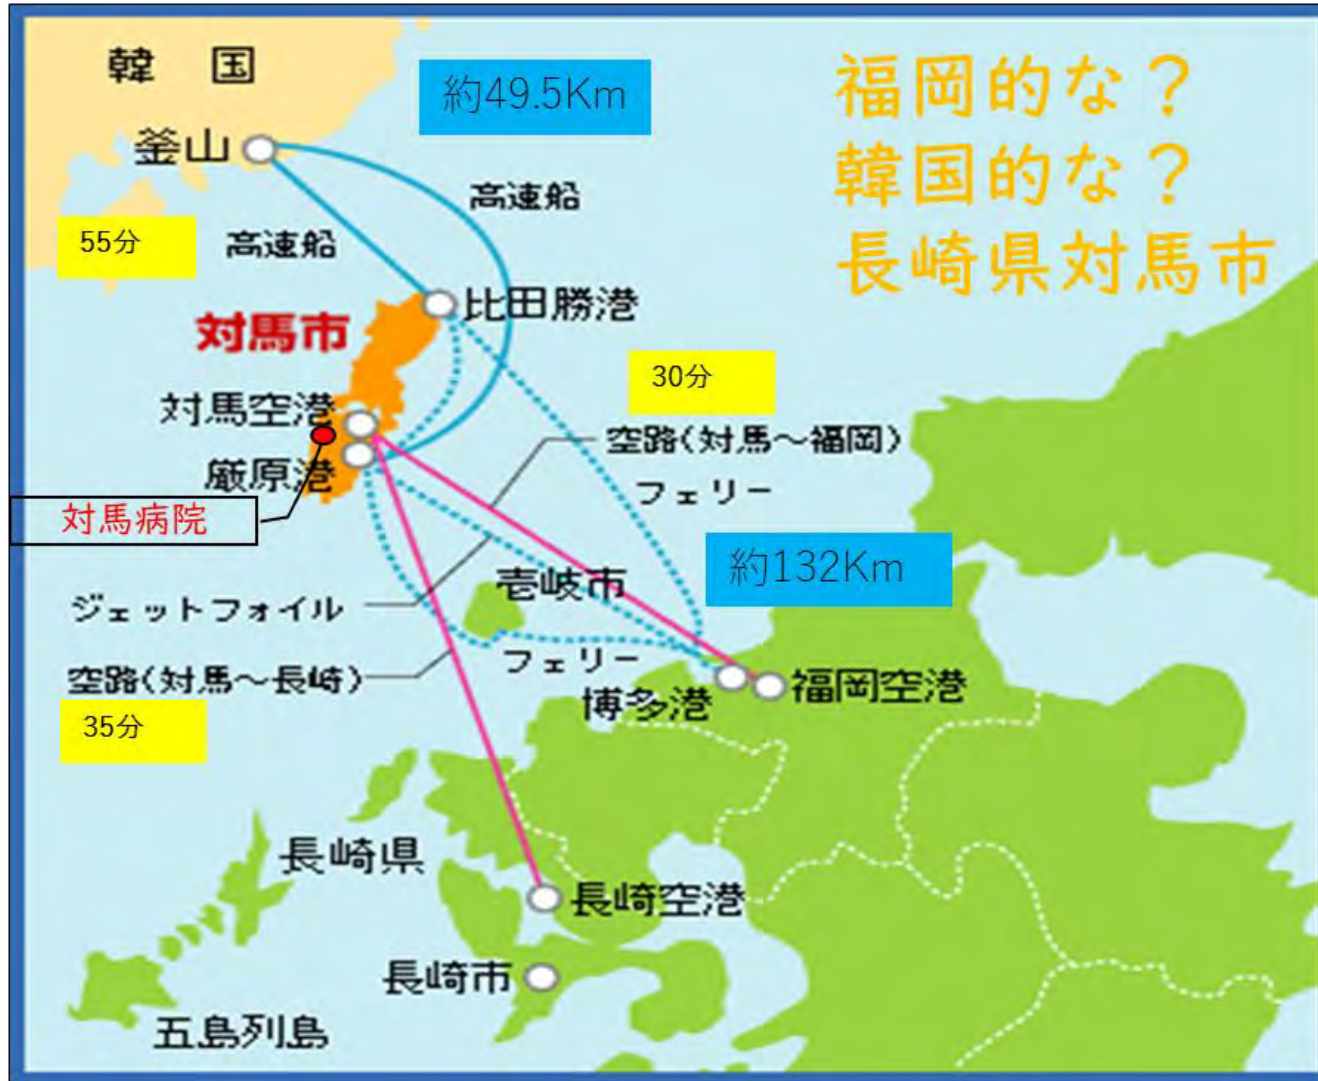 韓 国
約49.5Km
福岡的な？
韓国的な？
長崎県対馬市
釜山
高速船
55分
高速船
比田勝港
対馬市
30分
対馬空港
空路(対馬～福岡)
厳原港
フェリー
対馬病院
約132Km
壱岐市
ジェットフォイル
フェリー
空路(対馬～長崎)
博多港
福岡空港
35分
長崎県
長崎空港
長崎市
五島列島